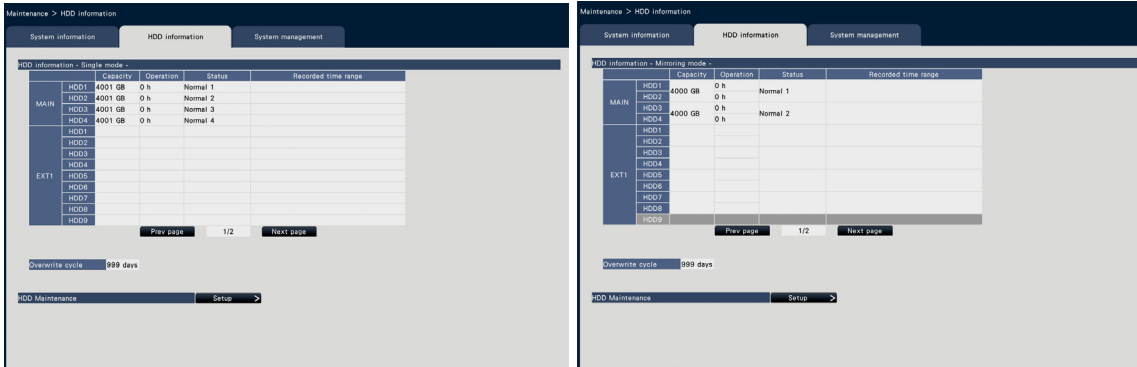 Maintenance > HDD information
System information HDD information System management
HDD information - Single mode -
Capacity Operation Status Recorded time range
MAIN
HDD1 4001 GB 0 h Normal 1
HDD2 4001 GB 0 h Normal 2
HDD3 4001 GB 0 h Normal 3
HDD4 4001 GB 0 h Normal 4
EXT1
HDD1
HDD2
HDD3
HDD4
HDD5
HDD6
HDD7
HDD8
HDD9
Prev page 1/2 Next page
Overwrite cycle 999 days
HDD Maintenance Setup >
Maintenance > HDD information
System information HDD information System management
HDD information - Mirroring mode -
Capacity Operation Status Recorded time range
MAIN
HDD1 4000 GB 0 h Normal 1
HDD2 0 h
HDD3 4000 GB 0 h Normal 2
HDD4 0 h
EXT1
HDD1
HDD2
HDD3
HDD4
HDD5
HDD6
HDD7
HDD8
HDD9
Prev page 1/2 Next page
Overwrite cycle 999 days
HDD Maintenance Setup >